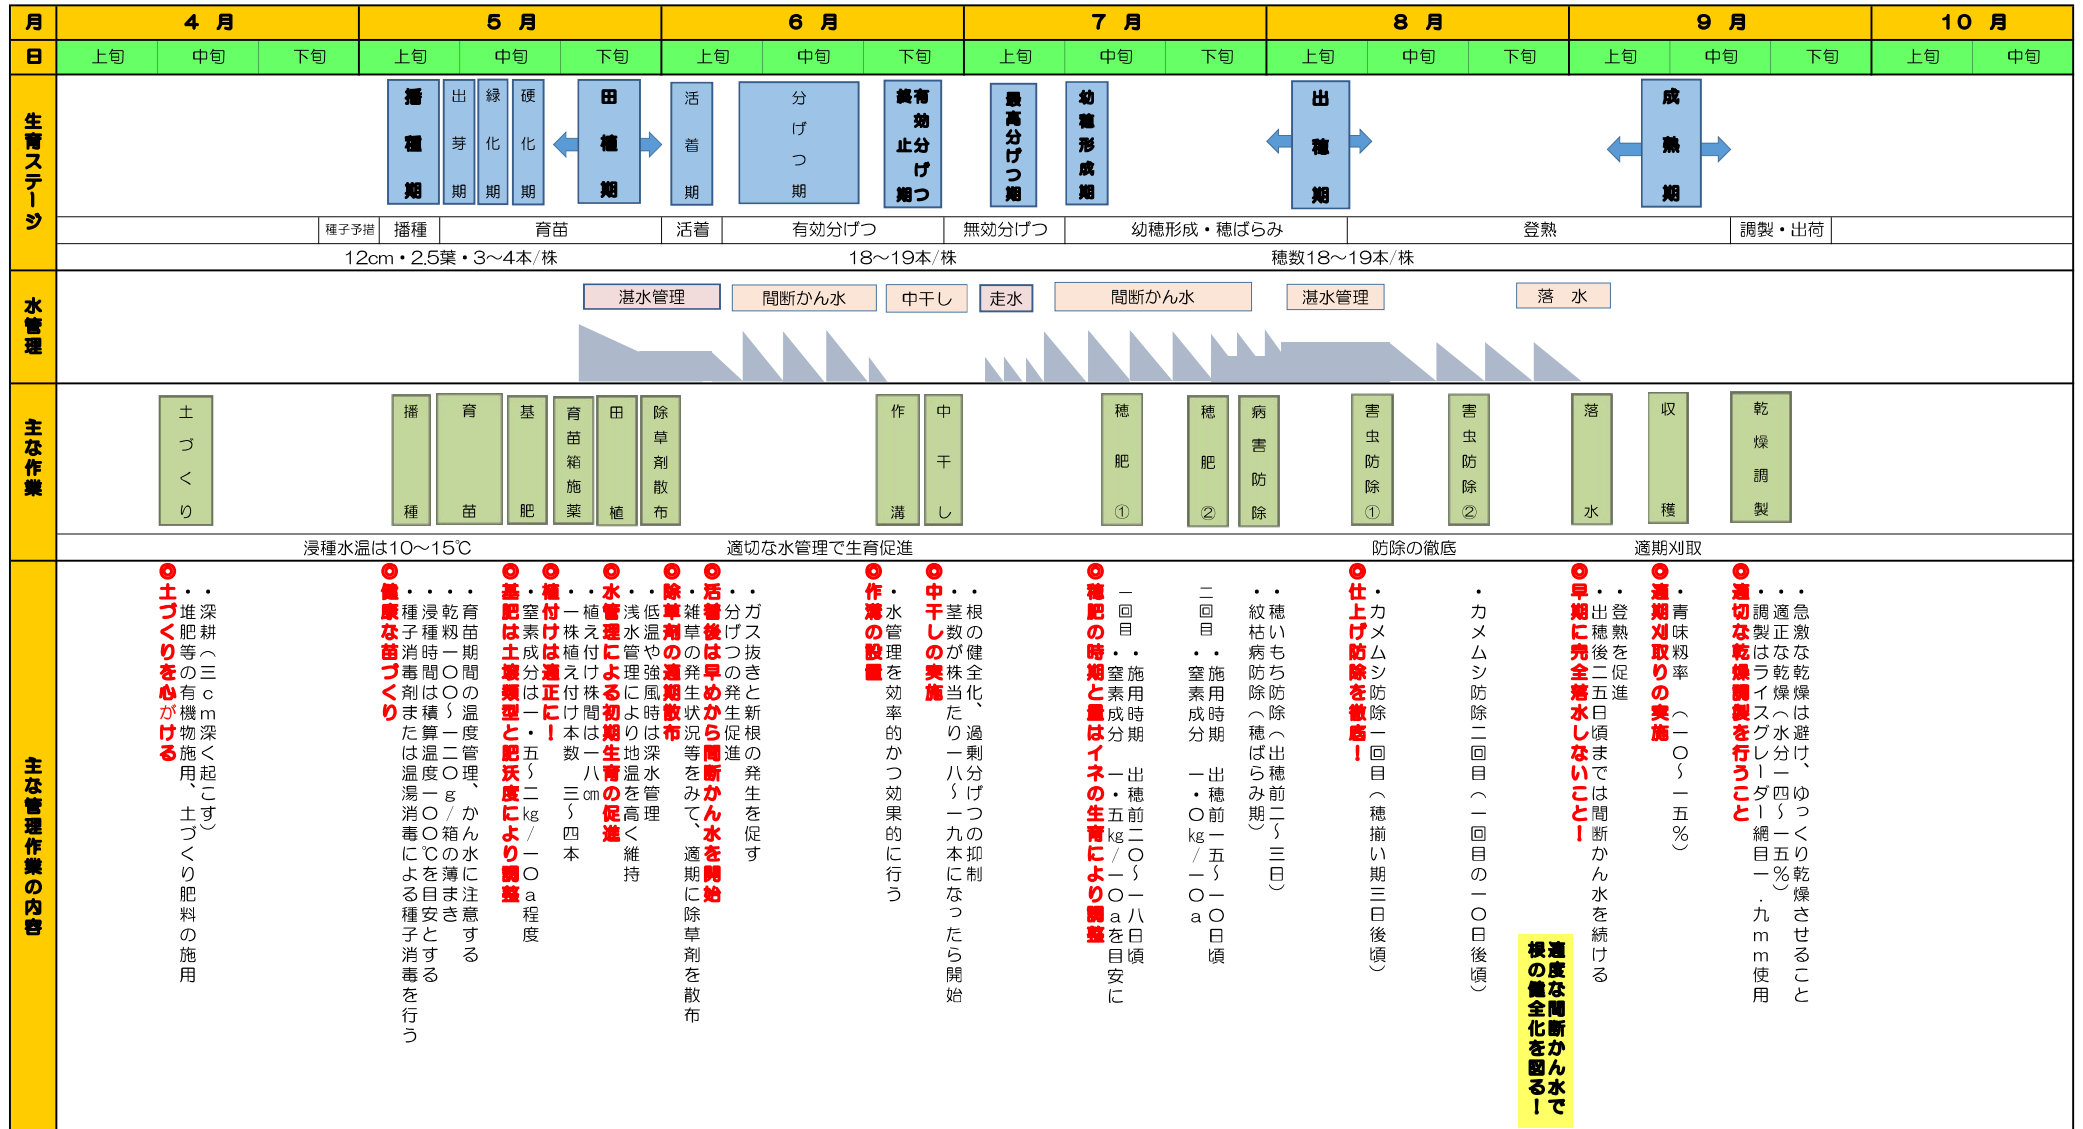 月
4 月
5 月
6 月
7 月
8 月
9 月
10 月
日
上旬
中旬
下旬
上旬
中旬
下旬
上旬
中旬
下旬
上旬
中旬
下旬
上旬
中旬
下旬
上旬
中旬
下旬
上旬
中旬
生育ステージ
播種期
出芽期
緑化期
硬化期
田植期
活着期
分げつ期
有効分げつ
終止期
最高分げつ期
幼穂形成期
出穂期
成熟期
種子予措
播種
育苗
活着
有効分げつ
無効分げつ
幼穂形成・穂ばらみ
登熟
調製・出荷
12cm・2.5葉・3〜4本/株
18〜19本/株
穂数18〜19本/株
水管理
湛水管理
間断かん水
中干し
走水
間断かん水
湛水管理
落 水
主な作業
土づくり
播種
育苗
基肥
育苗箱施薬
田植
除草剤散布
作溝
中干し
穂肥①
穂肥②
病害防除
害虫防除①
害虫防除②
落水
収穫
乾燥調製
浸種水温は10〜15℃
適切な水管理で生育促進
防除の徹底
適期刈取
主な管理作業の内容
◎土づくりを心がける
・堆肥等の有機物施用、土づくり肥料の施用
・深耕（三cm深く起こす）
◎健康な苗づくり
・種子消毒剤または温湯消毒による種子消毒を行う
・浸種時間は積算温度一〇〇℃を目安とする
・乾籾一〇〇〜一二〇g/箱の薄まき
・育苗期間の温度管理、かん水に注意する
◎基肥は土壌類型と肥沃度により調整
・窒素成分は一・五〜二kg/一〇a程度
◎植付けは適正に！
・一株植え付け本数 三〜四本
・植え付け株間は一八cm
◎水管理による初期生育の促進
・浅水管理により地温を高く維持
・低温や強風時は深水管理
◎除草剤の適期散布
・雑草の発生状況等をみて、適期に除草剤を散布
◎活着後は早めから間断かん水を開始
・分げつの発生促進
・ガス抜きと新根の発生を促す
◎作溝の設置
・水管理を効率的かつ効果的に行う
◎中干しの実施
・茎数が株当たり一八〜一九本になったら開始
・根の健全化、過剰分げつの抑制
◎穂肥の時期と量はイネの生育により調整
一回目 ・施用時期 出穂前二〇〜一八日頃
・窒素成分 一・五kg/一〇aを目安に
二回目 ・施用時期 出穂前一五〜一〇日頃
・窒素成分 一・〇kg/一〇a
・紋枯病防除（穂ばらみ期）
・穂いもち防除（出穂前二〜三日）
◎仕上げ防除を徹底！
・カメムシ防除一回目（穂揃い期三日後頃）
・カメムシ防除二回目（一回目の一〇日後頃）
適度な間断かん水で
根の健全化を図る！
◎早期に完全落水しないこと！
・出穂後二五日頃までは間断かん水を続ける
・登熟を促進
◎適期刈取りの実施
・青味籾率 （一〇〜一五％）
◎適切な乾燥調製を行うこと
・調製はライスグレーダー網目一．九mm使用
・適正な乾燥（水分一四〜一五％）
・急激な乾燥は避け、ゆっくり乾燥させること